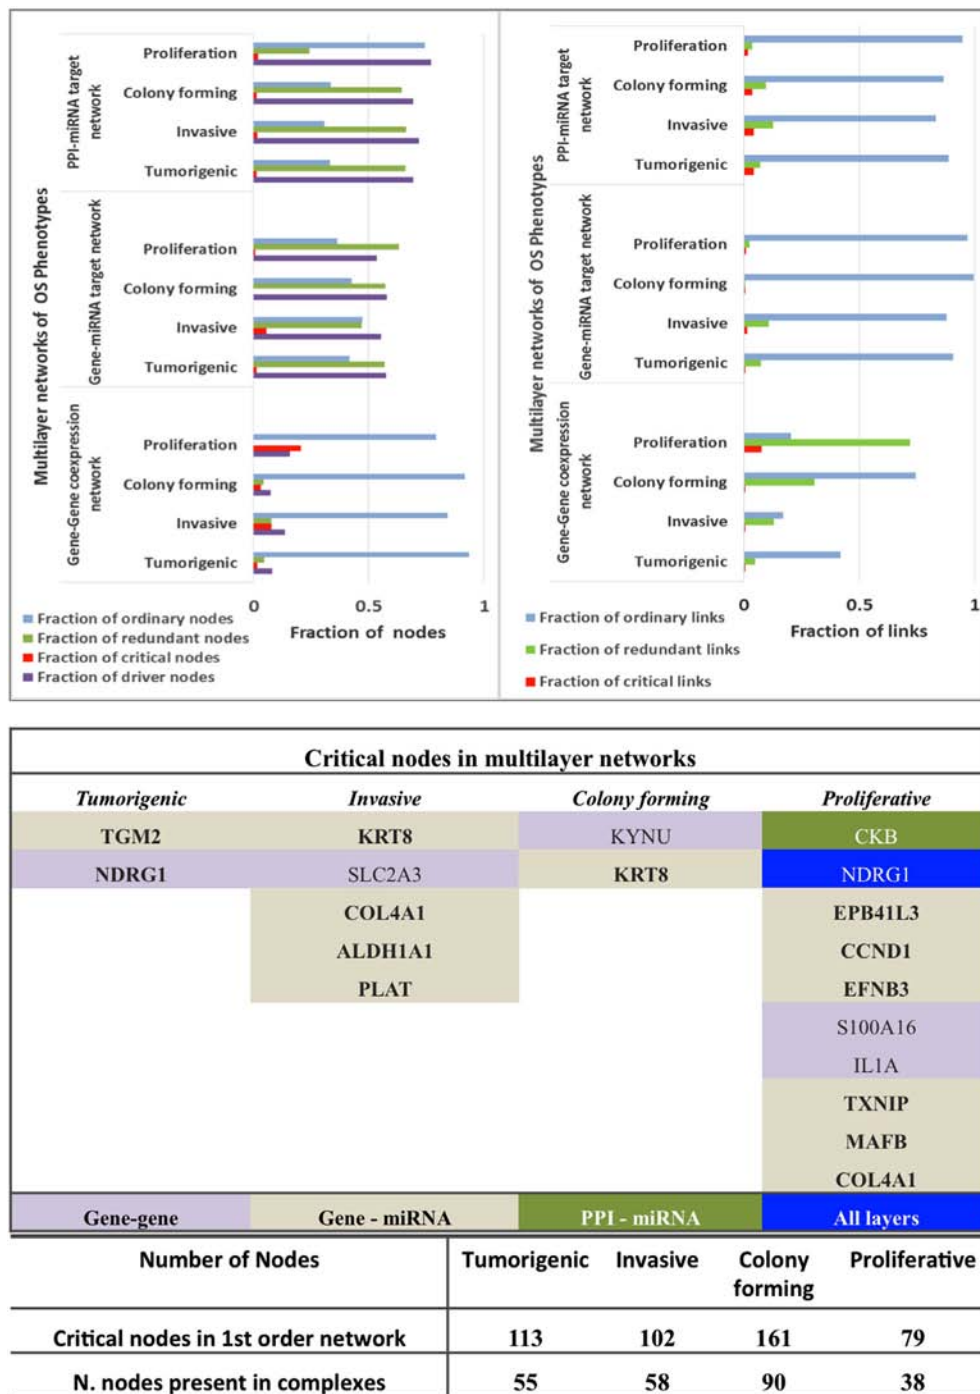 Multilayer networks of OS Phenotypes
PPI-miRNA target
network
Proliferation
Colony forming
Invasive
Tumorigenic
Gene-miRNA target network
Proliferation
Colony forming
Invasive
Tumorigenic
Gene-Gene coexpression
network
Proliferation
Colony forming
Invasive
Tumorigenic
0 0.5 1
Fraction of nodes
Fraction of ordinary nodes
Fraction of redundant nodes
Fraction of critical nodes
Fraction of driver nodes
Multilayer networks of OS Phenotypes
PPI-miRNA target
network
Proliferation
Colony forming
Invasive
Tumorigenic
Gene-miRNA target network
Proliferation
Colony forming
Invasive
Tumorigenic
Gene-Gene coexpression
network
Proliferation
Colony forming
Invasive
Tumorigenic
0 0.5 1
Fraction of links
Fraction of ordinary links
Fraction of redundant links
Fraction of critical links
Critical nodes in multilayer networks
Tumorigenic Invasive Colony forming Proliferative
TGM2 KRT8 KYNU CKB
NDRG1 SLC2A3 KRT8 NDRG1
COL4A1 EPB41L3
ALDH1A1 CCND1
PLAT EFNB3
S100A16
IL1A
TXNIP
MAFB
COL4A1
Gene-gene Gene - miRNA PPI - miRNA All layers
Number of Nodes Tumorigenic Invasive Colony Proliferative
forming
Critical nodes in 1st order network 113 102 161 79
N. nodes present in complexes 55 58 90 38